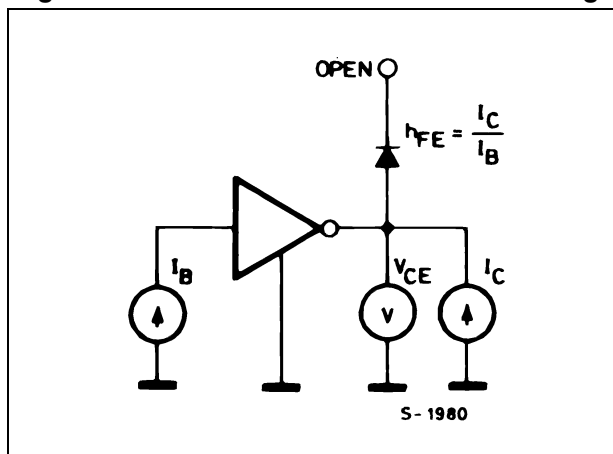 OPEN
hFE = IC
IB
IB
VCE
IC
V
S-1980